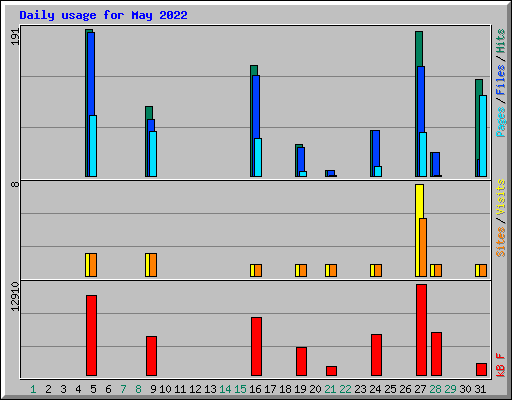 Daily usage for May 2022
191
Pages/Files/Hits
8
Sites/Visits
12910
kB F
1 2 3 4 5 6 7 8 9 10 11 12 13 14 15 16 17 18 19 20 21 22 23 24 25 26 27 28 29 30 31